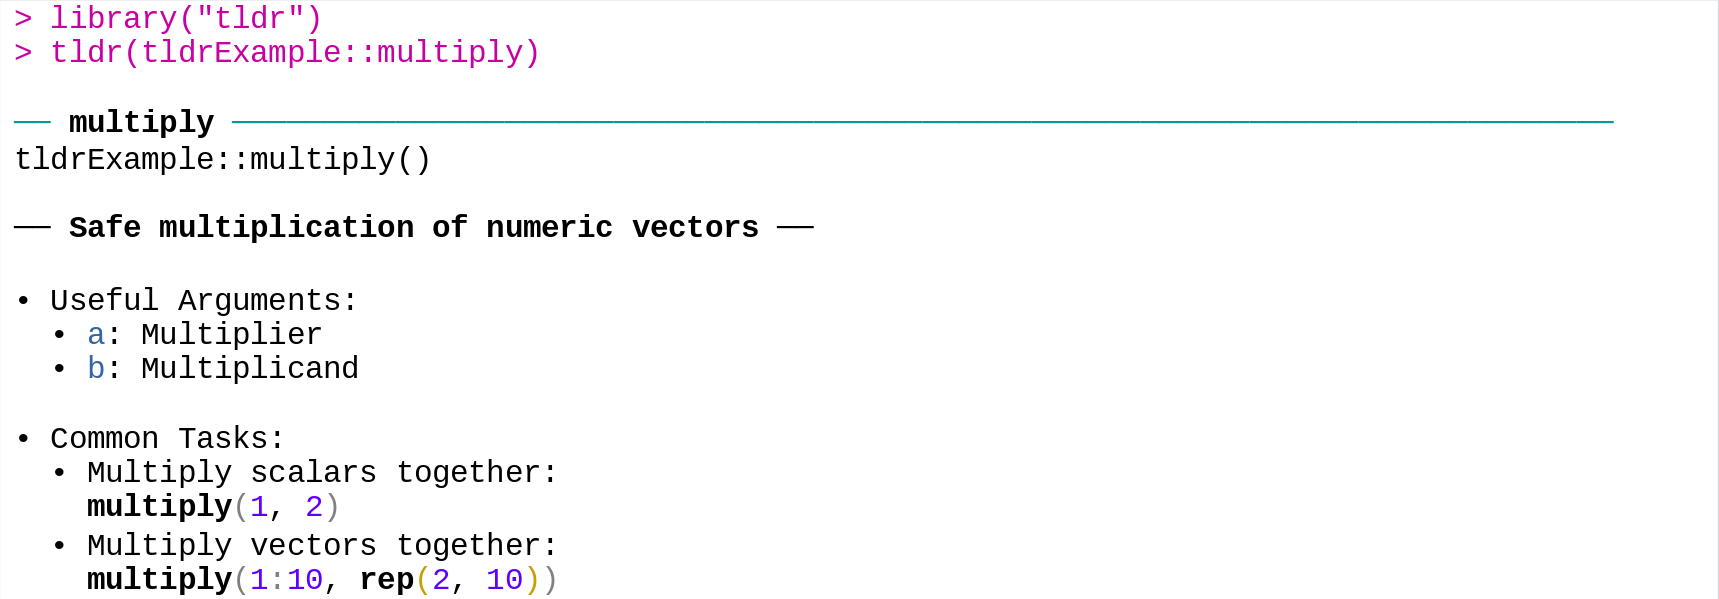 > library("tldr")
> tldr(tldrExample::multiply)
── multiply ────────────────────────────────────────────────────────────────────────────
tldrExample::multiply()
── Safe multiplication of numeric vectors ──
• Useful Arguments:
• a: Multiplier
• b: Multiplicand
• Common Tasks:
• Multiply scalars together:
multiply(1, 2)
• Multiply vectors together:
multiply(1:10, rep(2, 10))